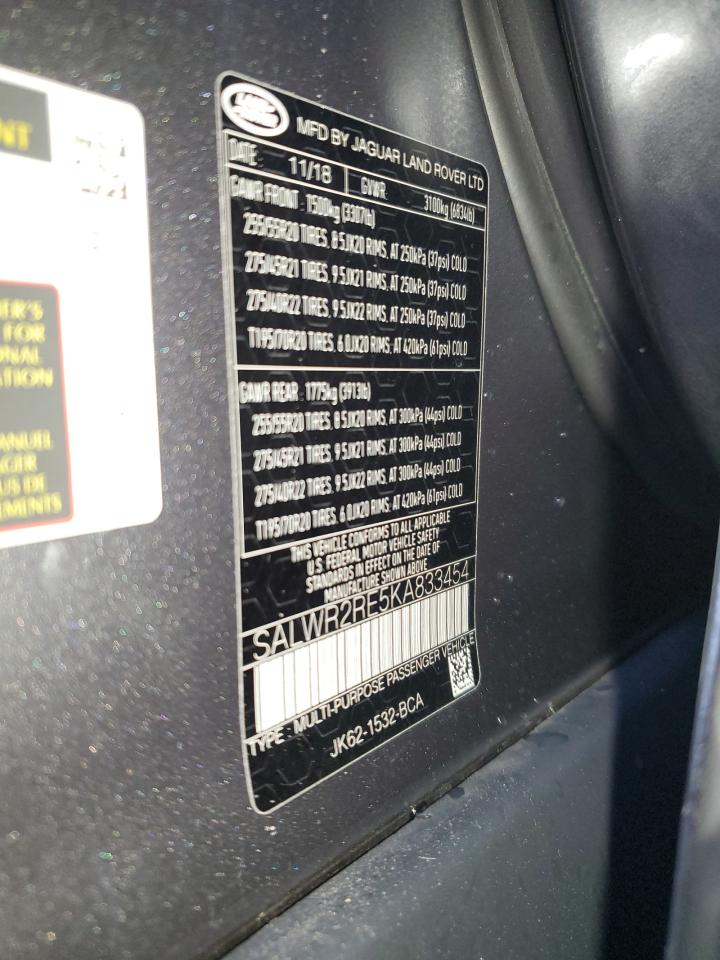 LAND
ROVER
MFD BY JAGUAR LAND ROVER LTD
DATE: 11/18 GVWR 3100kg (6834lb)
GAWR FRONT 1500kg (3307lb)
255/55R20 TIRES, 8.5JX20 RIMS, AT 250kPa (37psi) COLD
275/45R21 TIRES, 9.5JX21 RIMS, AT 250kPa (37psi) COLD
275/40R22 TIRES, 9.5JX22 RIMS, AT 250kPa (37psi) COLD
T195/70R20 TIRES, 6.0JX20 RIMS, AT 420kPa (61psi) COLD
GAWR REAR 1775kg (3913lb)
255/55R20 TIRES, 8.5JX20 RIMS, AT 300kPa (44psi) COLD
275/45R21 TIRES, 9.5JX21 RIMS, AT 300kPa (44psi) COLD
275/40R22 TIRES, 9.5JX22 RIMS, AT 300kPa (44psi) COLD
T195/70R20 TIRES, 6.0JX20 RIMS, AT 420kPa (61psi) COLD
THIS VEHICLE CONFORMS TO ALL APPLICABLE
U.S. FEDERAL MOTOR VEHICLE SAFETY
STANDARDS IN EFFECT ON THE DATE OF
MANUFACTURE SHOWN ABOVE
SALWR2RE5KA833454
TYPE: MULTI-PURPOSE PASSENGER VEHICLE
JK62-1532-BCA
NT
ER'S
FOR
ONAL
ATION
MANUEL
GER
US DE
EMENTS